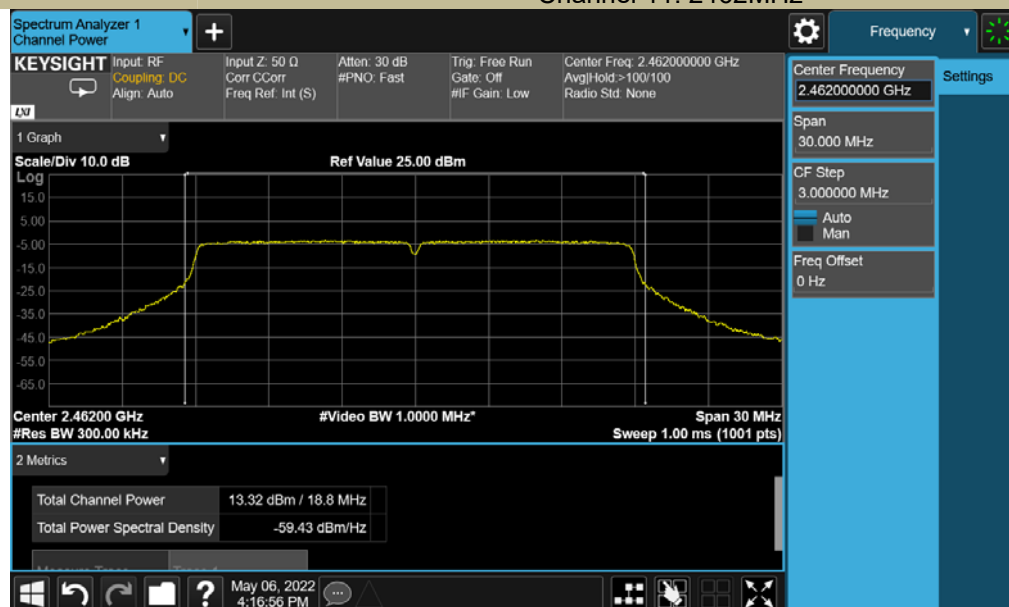 Channel 11: 2462MHz
Spectrum Analyzer 1
Channel Power
+
Frequency
KEYSIGHT
LXI
Input: RF
Coupling: DC
Align: Auto
Input Z: 50 Ω
Corr CCorr
Freq Ref: Int (S)
Atten: 30 dB
#PNO: Fast
Trig: Free Run
Gate: Off
#IF Gain: Low
Center Freq: 2.462000000 GHz
Avg|Hold:>100/100
Radio Std: None
Center Frequency
2.462000000 GHz
Settings
Span
30.000 MHz
CF Step
3.000000 MHz
Auto
Man
Freq Offset
0 Hz
1 Graph
Scale/Div 10.0 dB
Ref Value 25.00 dBm
Log
15.0
5.00
-5.00
-15.0
-25.0
-35.0
-45.0
-55.0
-65.0
Center 2.46200 GHz
#Video BW 1.0000 MHz*
Span 30 MHz
#Res BW 300.00 kHz
Sweep 1.00 ms (1001 pts)
2 Metrics
Total Channel Power 13.32 dBm / 18.8 MHz
Total Power Spectral Density -59.43 dBm/Hz
?
May 06, 2022
4:16:56 PM